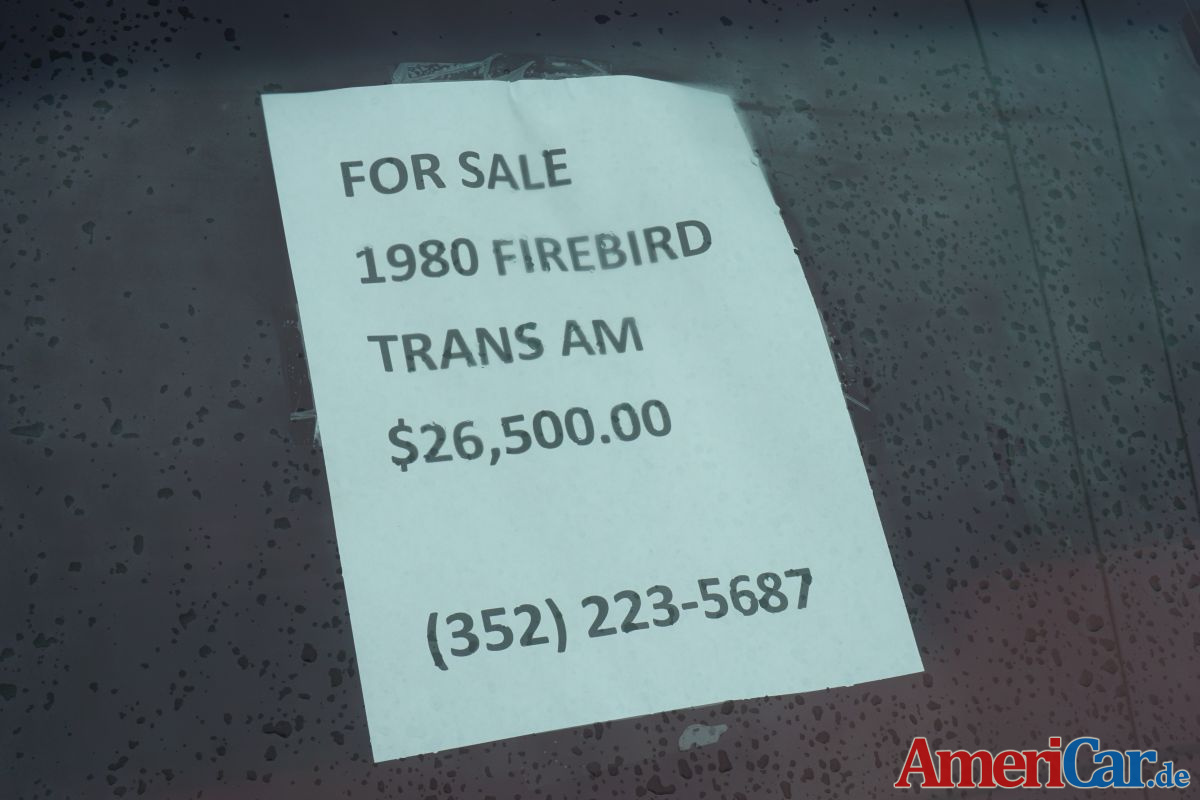 FOR SALE
1980 FIREBIRD
TRANS AM
$26,500.00
(352) 223-5687
AmeriCar.de